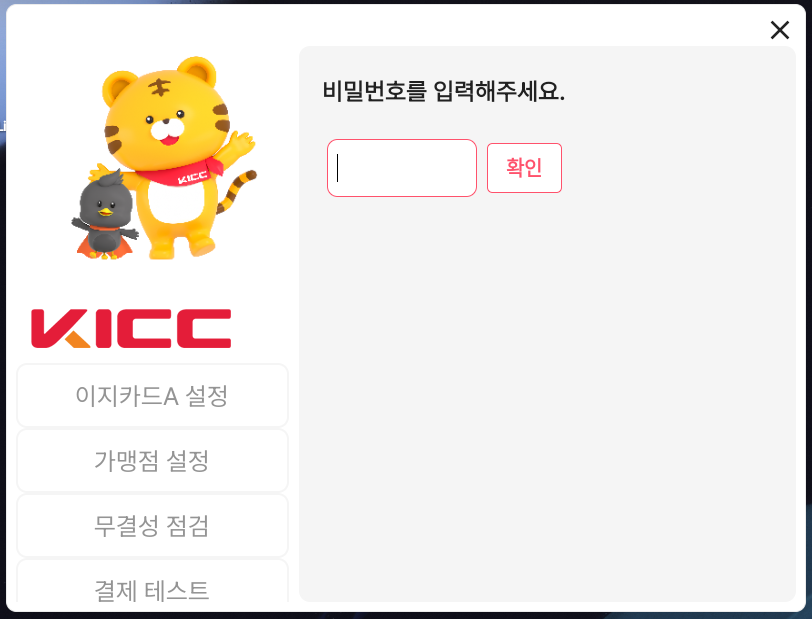 비밀번호를 입력해주세요.
확인
KICC
KICC
이지카드A 설정
가맹점 설정
무결성 점검
결제 테스트